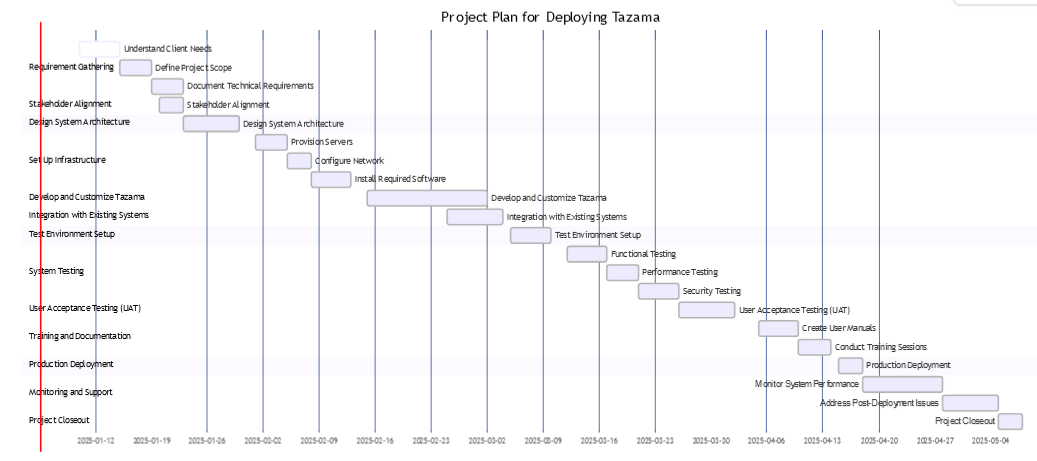 Project Plan for Deploying Tazama
Understand Client Needs
Requirement Gathering
Define Project Scope
Document Technical Requirements
Stakeholder Alignment
Stakeholder Alignment
Design System Architecture
Design System Architecture
Provision Servers
Set Up Infrastructure
Configure Network
Install Required Software
Develop and Customize Tazama
Develop and Customize Tazama
Integration with Existing Systems
Integration with Existing Systems
Test Environment Setup
Test Environment Setup
Functional Testing
System Testing
Performance Testing
Security Testing
User Acceptance Testing (UAT)
User Acceptance Testing (UAT)
Create User Manuals
Training and Documentation
Conduct Training Sessions
Production Deployment
Production Deployment
Monitor System Performance
Monitoring and Support
Address Post-Deployment Issues
Project Closeout
Project Closeout
2025-01-12 2025-01-19 2025-01-26 2025-02-02 2025-02-09 2025-02-16 2025-02-23 2025-03-02 2025-03-09 2025-03-16 2025-03-23 2025-03-30 2025-04-06 2025-04-13 2025-04-20 2025-04-27 2025-05-04